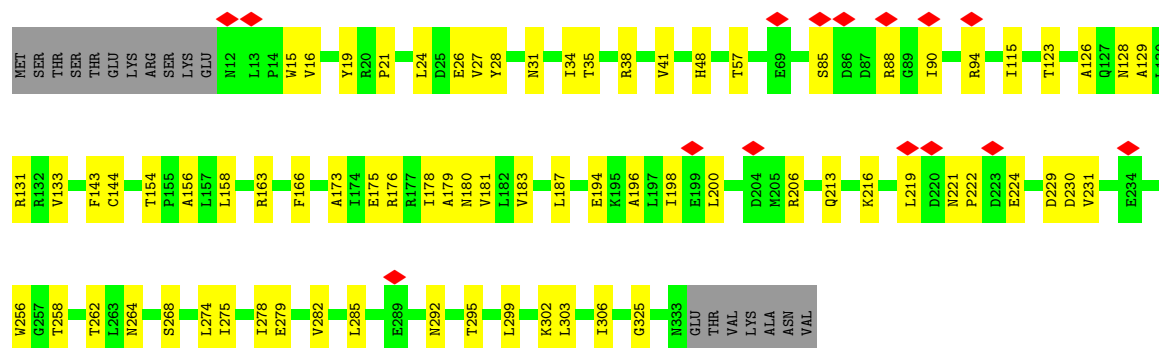 MET SER THR SER THR GLU LYS ARG SER LYS GLU N12 L13 P14 W15 V16 Y19 R20 P21 L24 D25 E26 V27 Y28 N31 I34 T35 R38 V41 H48 T57 E69 S85 D86 D87 R88 G89 I90 R94 I115 T123 A126 Q127 N128 A129
R131 R132 V133 F143 C144 T154 P155 A156 L157 L158 R163 F166 A173 I174 E175 R176 R177 I178 A179 N180 V181 L182 V183 L187 E194 K195 A196 L197 I198 E199 L200 D204 M205 R206 Q213 K216 L219 D220 N221 P222 D223 E224 D229 D230 V231 E234
W256 G257 T258 T262 L263 N264 S268 L274 I275 I278 E279 V282 L285 E289 N292 T295 L299 K302 L303 I306 G325 N333 GLU THR VAL LYS ALA ASN VAL